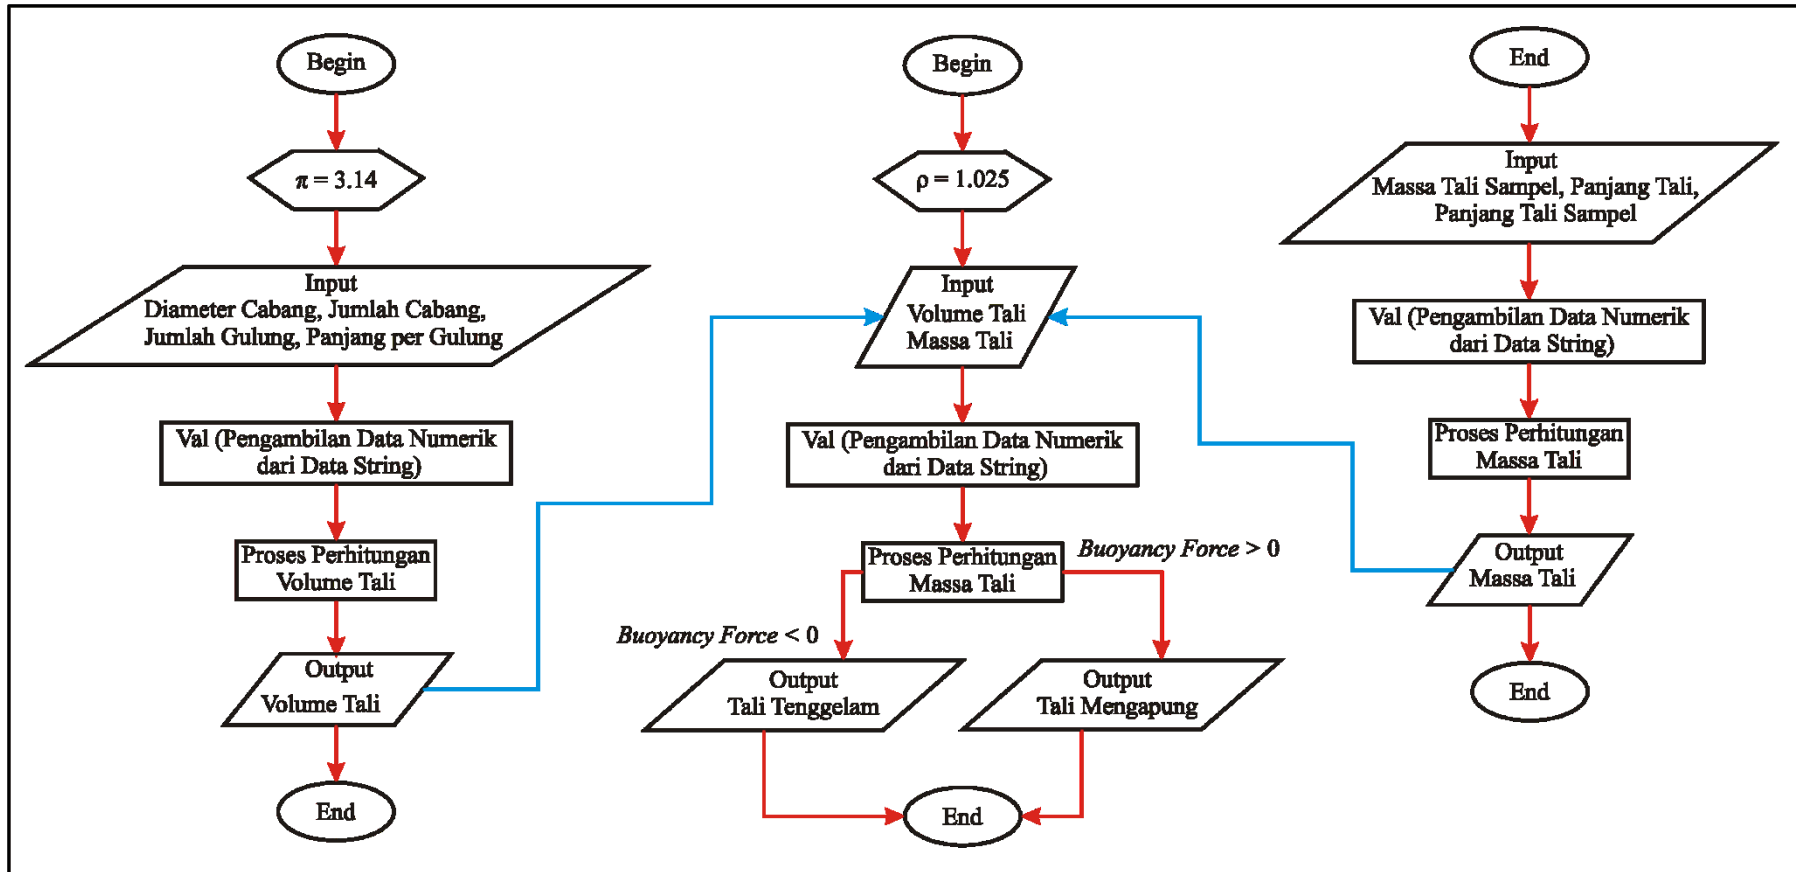 Begin
π = 3.14
Input
Diameter Cabang, Jumlah Cabang,
Jumlah Gulung, Panjang per Gulung
Val (Pengambilan Data Numerik
dari Data String)
Proses Perhitungan
Volume Tali
Output
Volume Tali
End
Begin
ρ = 1.025
Input
Volume Tali
Massa Tali
Val (Pengambilan Data Numerik
dari Data String)
Proses Perhitungan
Massa Tali
Buoyancy Force > 0
Buoyancy Force < 0
Output
Tali Tenggelam
Output
Tali Mengapung
End
End
Input
Massa Tali Sampel, Panjang Tali,
Panjang Tali Sampel
Val (Pengambilan Data Numerik
dari Data String)
Proses Perhitungan
Massa Tali
Output
Massa Tali
End